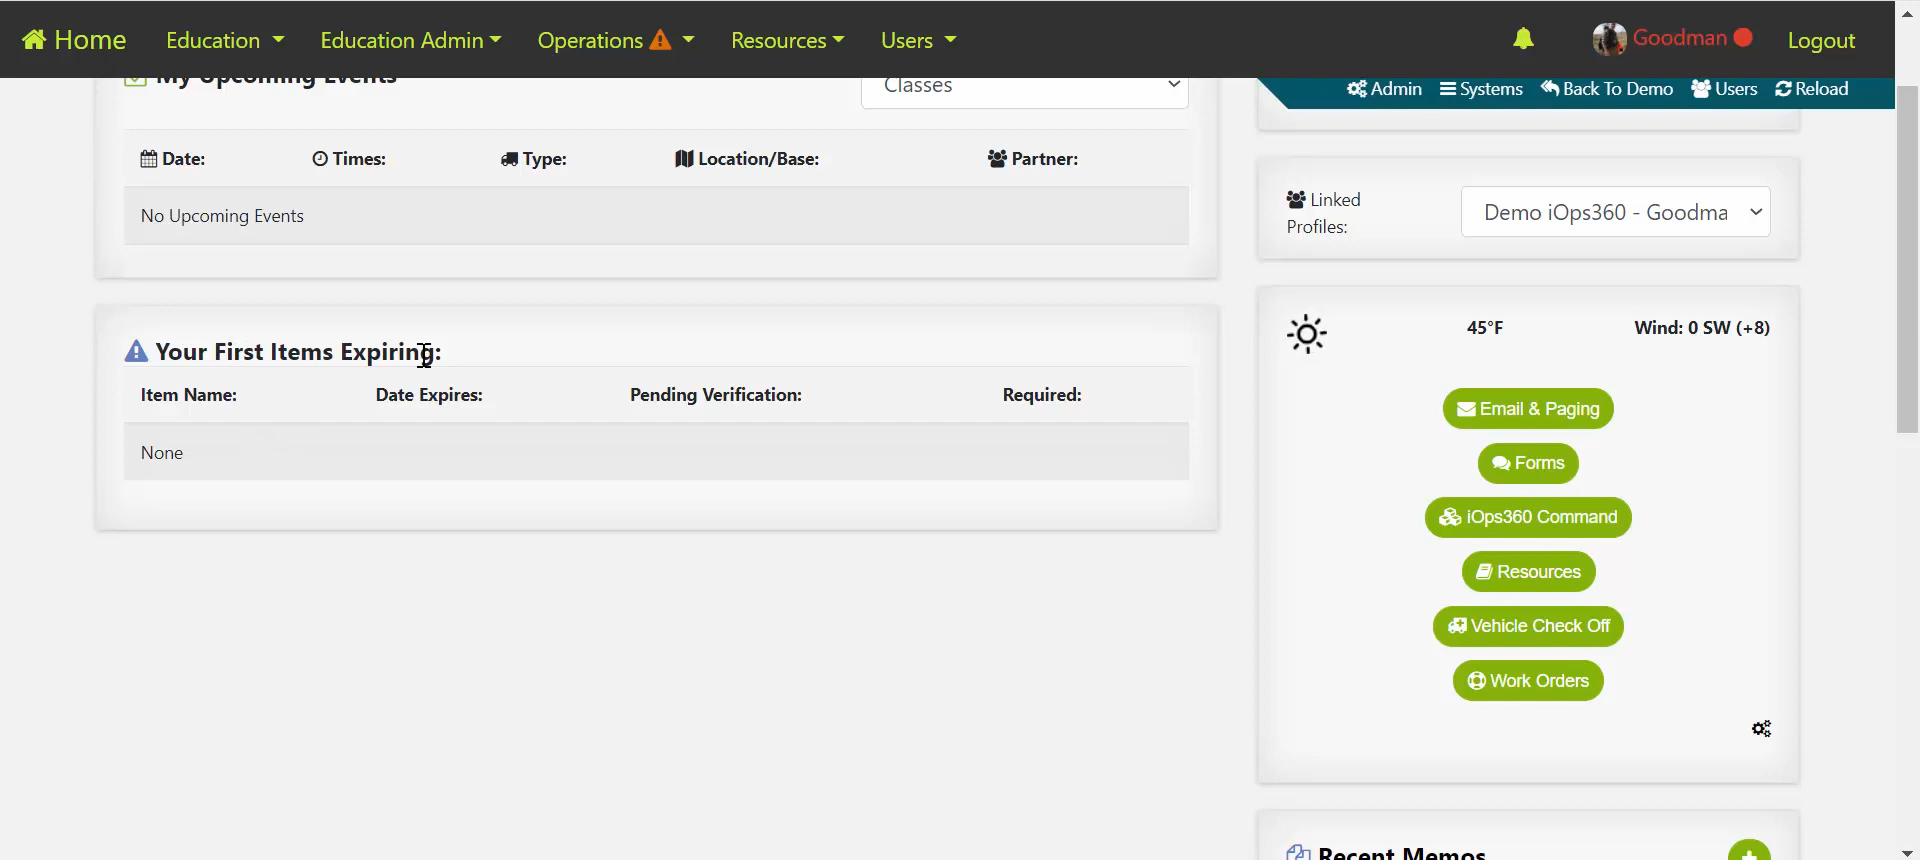 Home Education Education Admin Operations Resources Users Goodman Logout
My Upcoming Events
Classes
Admin Systems Back To Demo Users Reload
Date: Times: Type: Location/Base: Partner:
No Upcoming Events
Linked
Profiles:
Demo iOps360 - Goodma
Your First Items Expiring:
Item Name: Date Expires: Pending Verification: Required:
None
45°F Wind: 0 SW (+8)
Email & Paging
Forms
iOps360 Command
Resources
Vehicle Check Off
Work Orders
Recent Memos